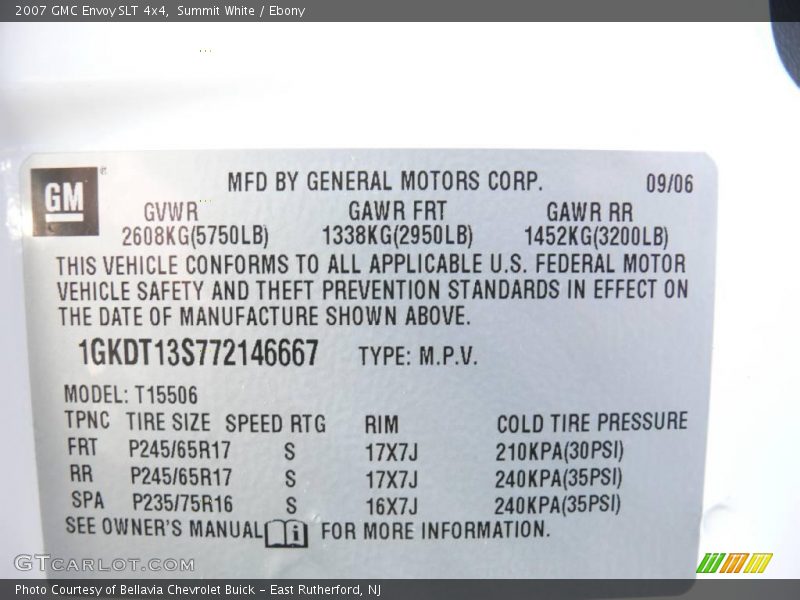 2007 GMC Envoy SLT 4x4, Summit White / Ebony
GM®
MFD BY GENERAL MOTORS CORP. 09/06
GVWR GAWR FRT GAWR RR
2608KG(5750LB) 1338KG(2950LB) 1452KG(3200LB)
THIS VEHICLE CONFORMS TO ALL APPLICABLE U.S. FEDERAL MOTOR
VEHICLE SAFETY AND THEFT PREVENTION STANDARDS IN EFFECT ON
THE DATE OF MANUFACTURE SHOWN ABOVE.
1GKDT13S772146667 TYPE: M.P.V.
MODEL: T15506
TPNC TIRE SIZE SPEED RTG RIM COLD TIRE PRESSURE
FRT P245/65R17 S 17X7J 210KPA(30PSI)
RR P245/65R17 S 17X7J 240KPA(35PSI)
SPA P235/75R16 S 16X7J 240KPA(35PSI)
SEE OWNER'S MANUAL i FOR MORE INFORMATION.
GTCARLOT.COM
Photo Courtesy of Bellavia Chevrolet Buick - East Rutherford, NJ